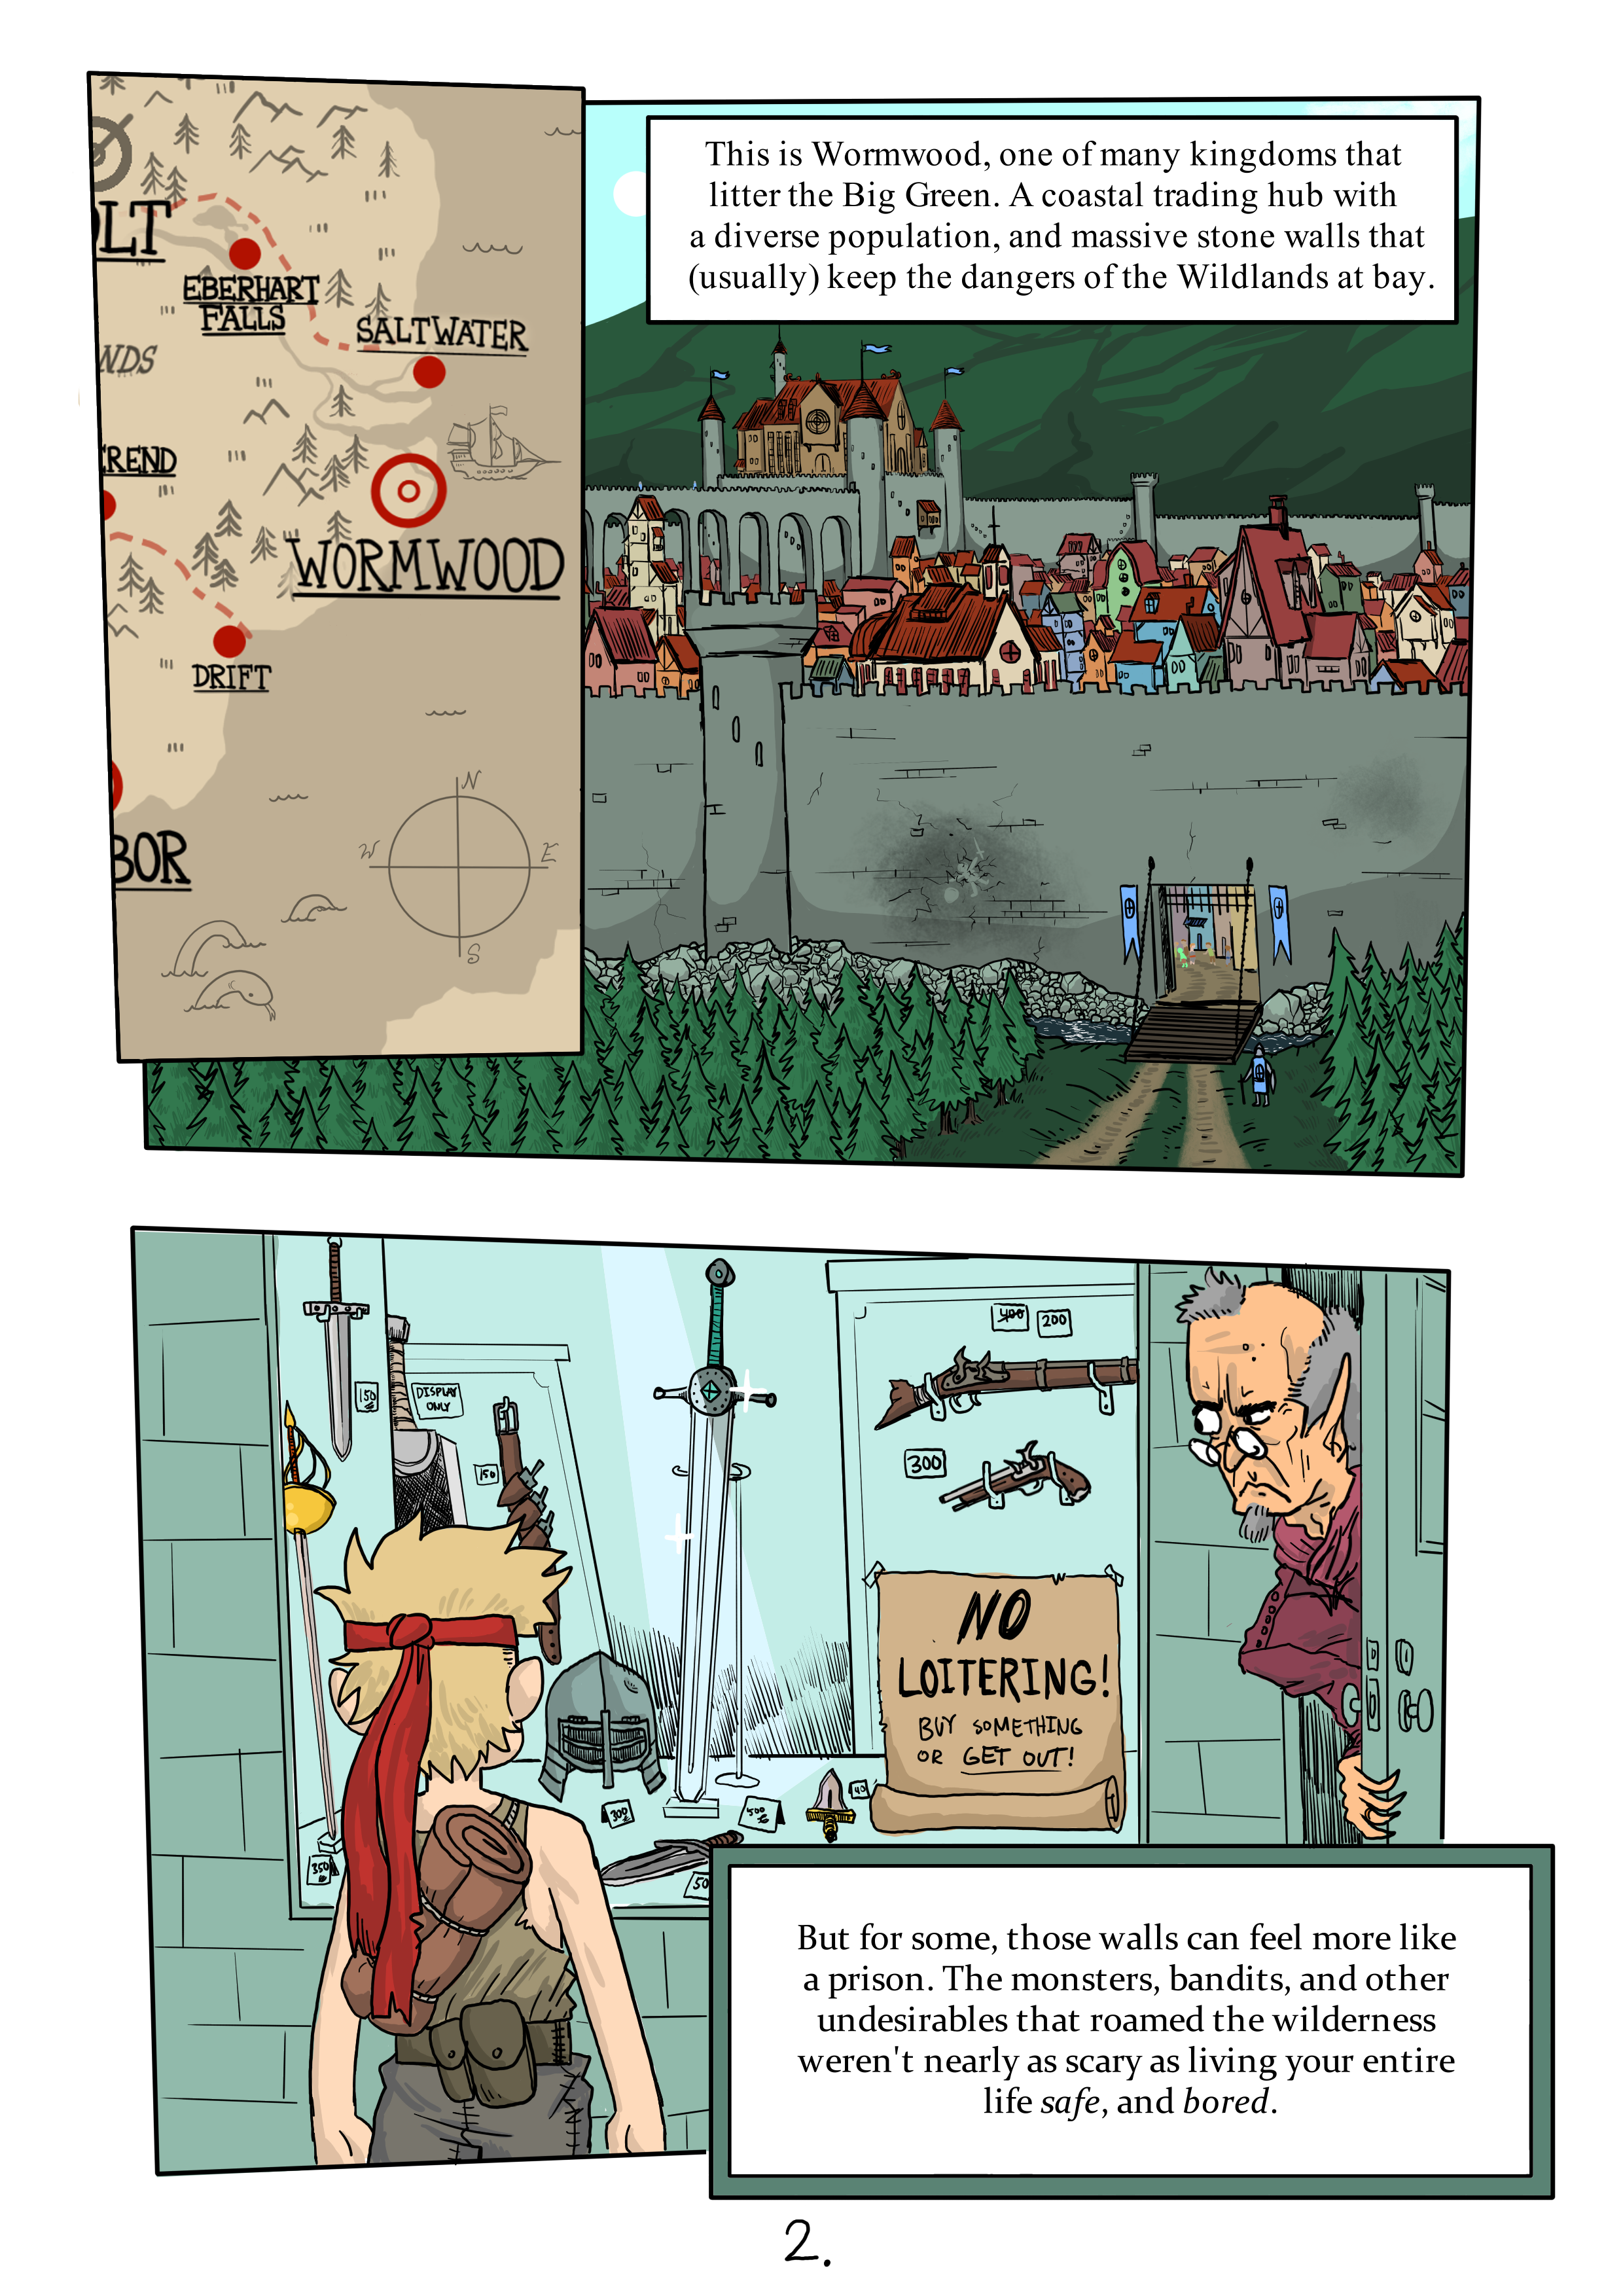 LT
EBERHART
FALLS
SALTWATER
NDS
REND
WORMWOOD
DRIFT
BOR
N
W
E
S
This is Wormwood, one of many kingdoms that
litter the Big Green. A coastal trading hub with
a diverse population, and massive stone walls that
(usually) keep the dangers of the Wildlands at bay.
150
DISPLAY
ONLY
150
400
200
300
NO
LOITERING!
BUY SOMETHING
OR GET OUT!
300
500
40
350
50
But for some, those walls can feel more like
a prison. The monsters, bandits, and other
undesirables that roamed the wilderness
weren't nearly as scary as living your entire
life safe, and bored.
2.